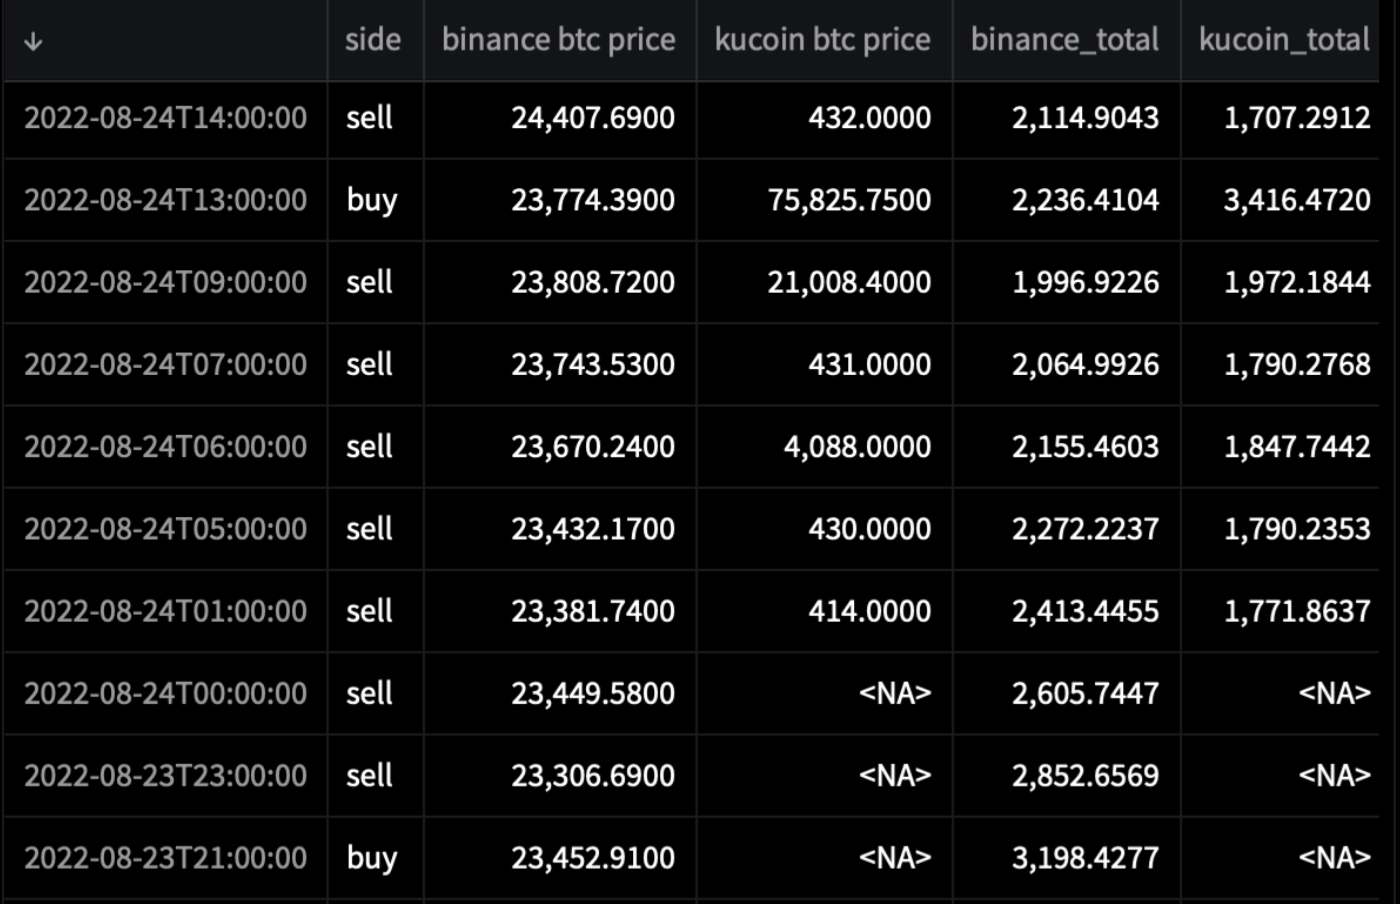 ↓ side binance btc price kucoin btc price binance_total kucoin_total
2022-08-24T14:00:00 sell 24,407.6900 432.0000 2,114.9043 1,707.2912
2022-08-24T13:00:00 buy 23,774.3900 75,825.7500 2,236.4104 3,416.4720
2022-08-24T09:00:00 sell 23,808.7200 21,008.4000 1,996.9226 1,972.1844
2022-08-24T07:00:00 sell 23,743.5300 431.0000 2,064.9926 1,790.2768
2022-08-24T06:00:00 sell 23,670.2400 4,088.0000 2,155.4603 1,847.7442
2022-08-24T05:00:00 sell 23,432.1700 430.0000 2,272.2237 1,790.2353
2022-08-24T01:00:00 sell 23,381.7400 414.0000 2,413.4455 1,771.8637
2022-08-24T00:00:00 sell 23,449.5800 <NA> 2,605.7447 <NA>
2022-08-23T23:00:00 sell 23,306.6900 <NA> 2,852.6569 <NA>
2022-08-23T21:00:00 buy 23,452.9100 <NA> 3,198.4277 <NA>